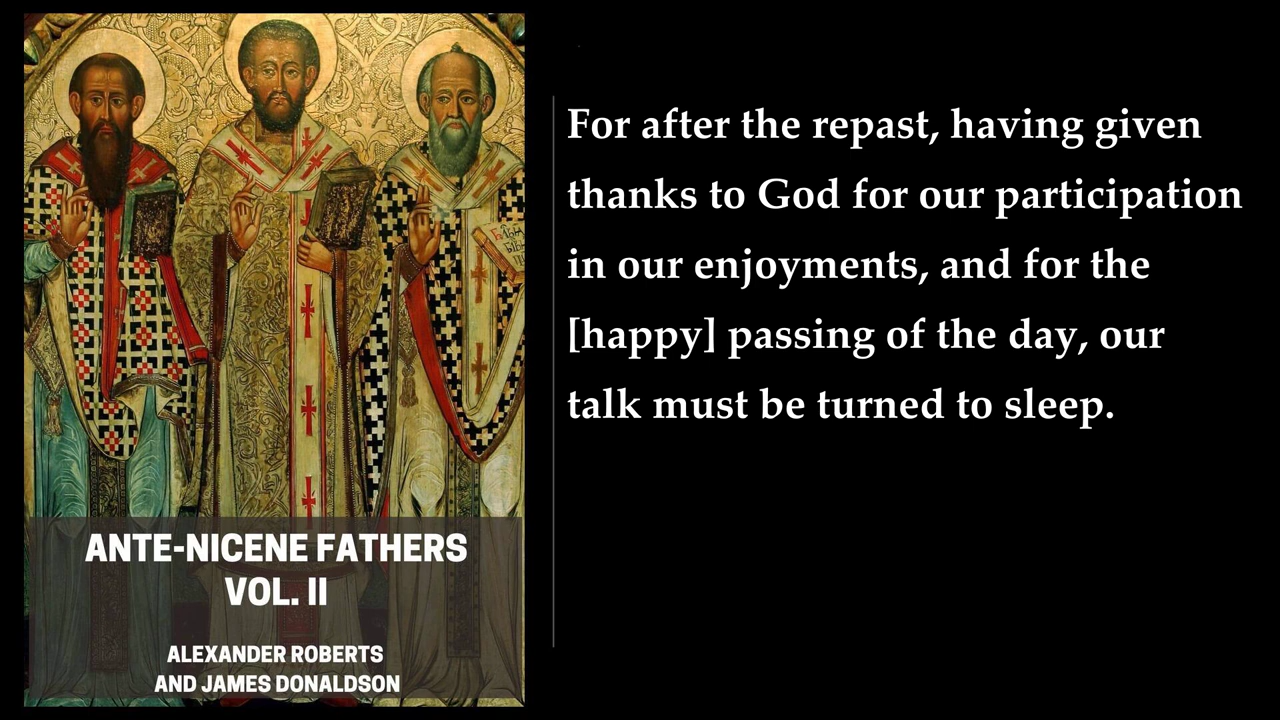 For after the repast, having given
thanks to God for our participation
in our enjoyments, and for the
[happy] passing of the day, our
talk must be turned to sleep.
ANTE-NICENE FATHERS
VOL. II
ALEXANDER ROBERTS
AND JAMES DONALDSON